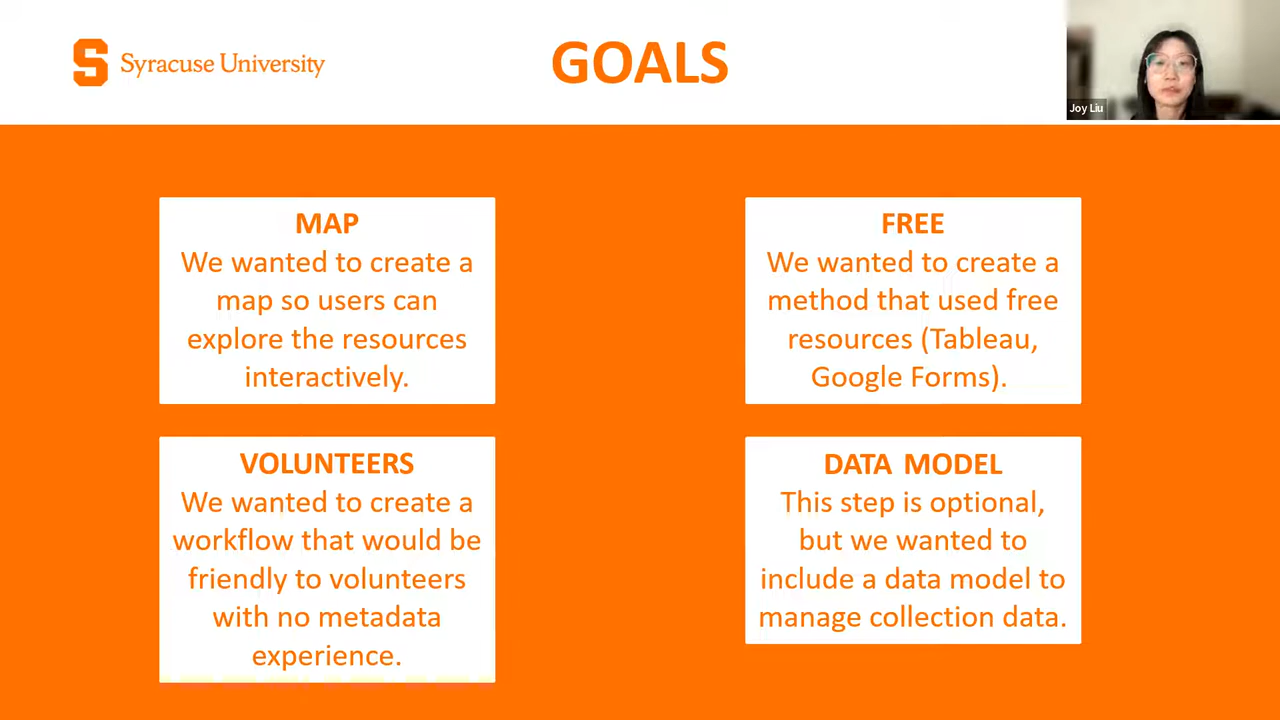 S Syracuse University
GOALS
Joy Liu
MAP
We wanted to create a
map so users can
explore the resources
interactively.
FREE
We wanted to create a
method that used free
resources (Tableau,
Google Forms).
VOLUNTEERS
We wanted to create a
workflow that would be
friendly to volunteers
with no metadata
experience.
DATA MODEL
This step is optional,
but we wanted to
include a data model to
manage collection data.